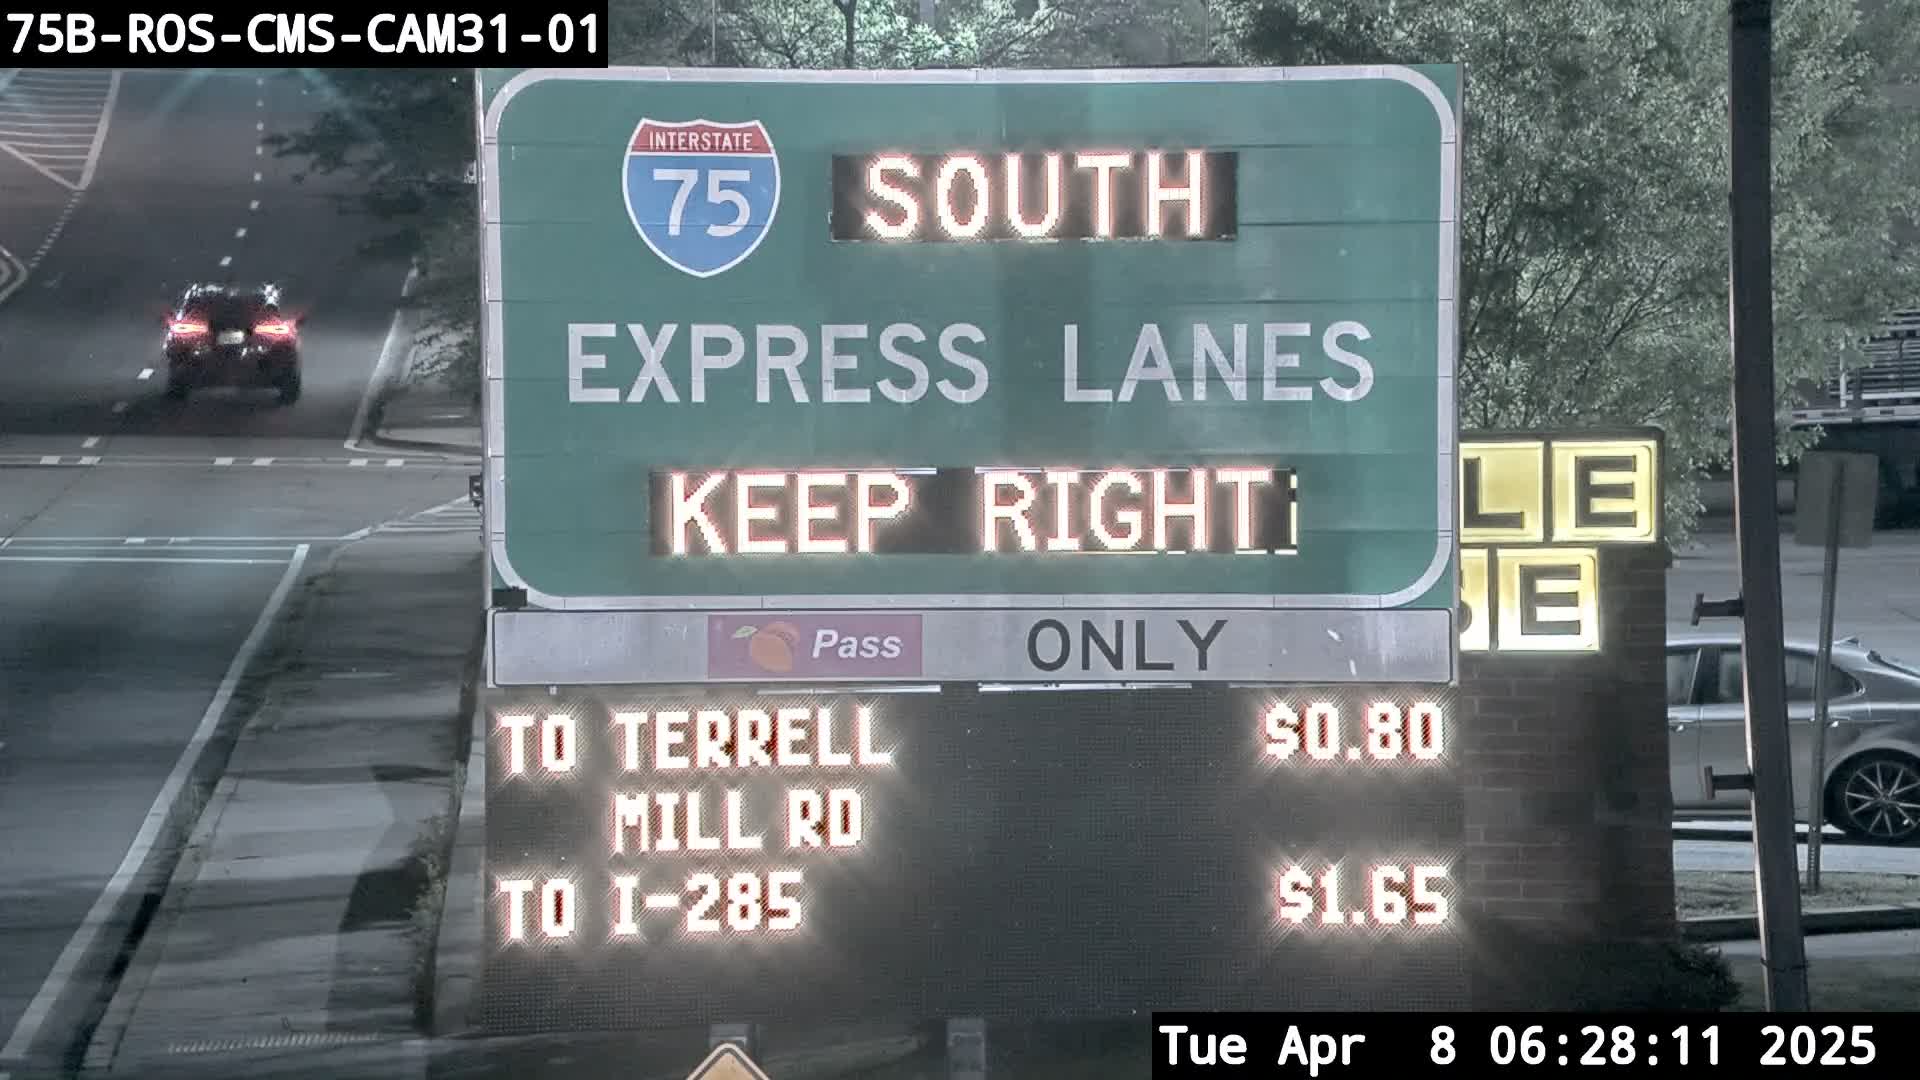 75B-ROS-CMS-CAM31-01
INTERSTATE
75
SOUTH
EXPRESS LANES
KEEP RIGHT
Pass ONLY
TO TERRELL $0.80
MILL RD
TO I-285 $1.65
LE
E
Tue Apr 8 06:28:11 2025